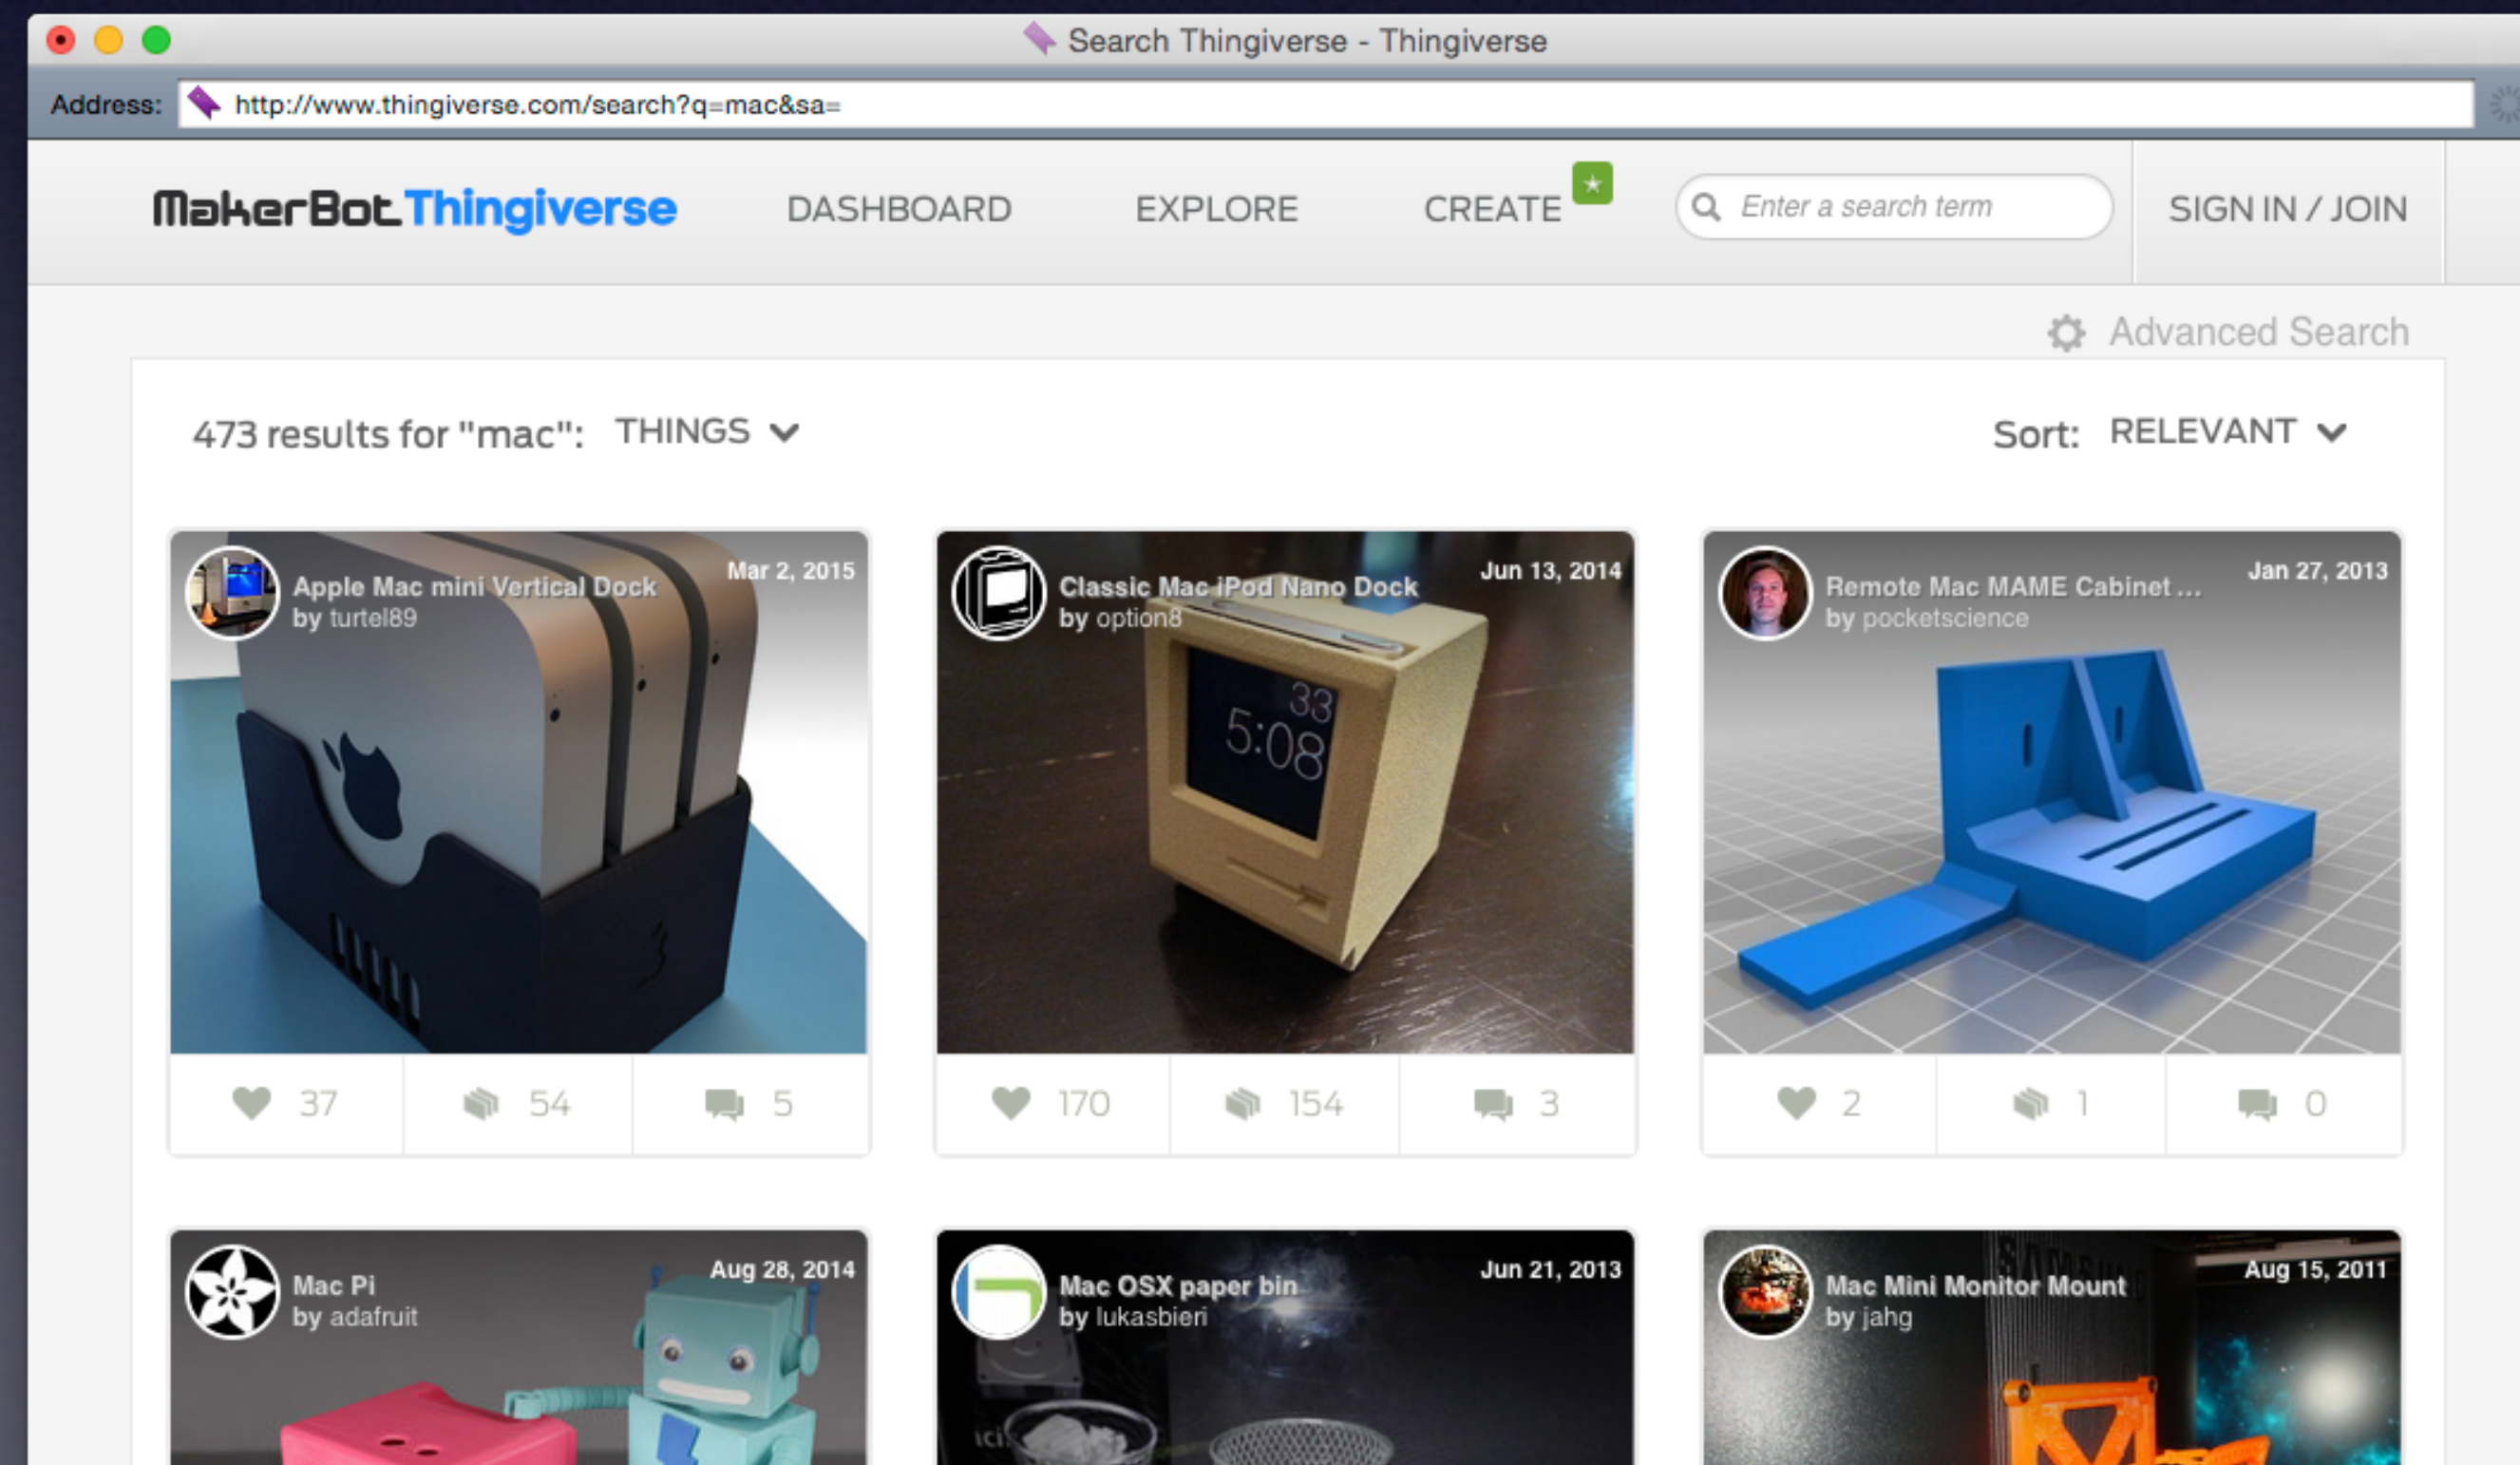 Search Thingiverse - Thingiverse
Address: http://www.thingiverse.com/search?q=mac&sa=
MakerBot Thingiverse DASHBOARD EXPLORE CREATE Enter a search term SIGN IN / JOIN
Advanced Search
473 results for "mac": THINGS Sort: RELEVANT
Apple Mac mini Vertical Dock Mar 2, 2015
by turtel89
Classic Mac iPod Nano Dock Jun 13, 2014
by option8
33
5:08
Remote Mac MAME Cabinet ... Jan 27, 2013
by pocketscience
37 54 5
170 154 3
2 1 0
Mac Pi Aug 28, 2014
by adafruit
Mac OSX paper bin Jun 21, 2013
by lukasbieri
SAMSUNG
Mac Mini Monitor Mount Aug 15, 2011
by jahg